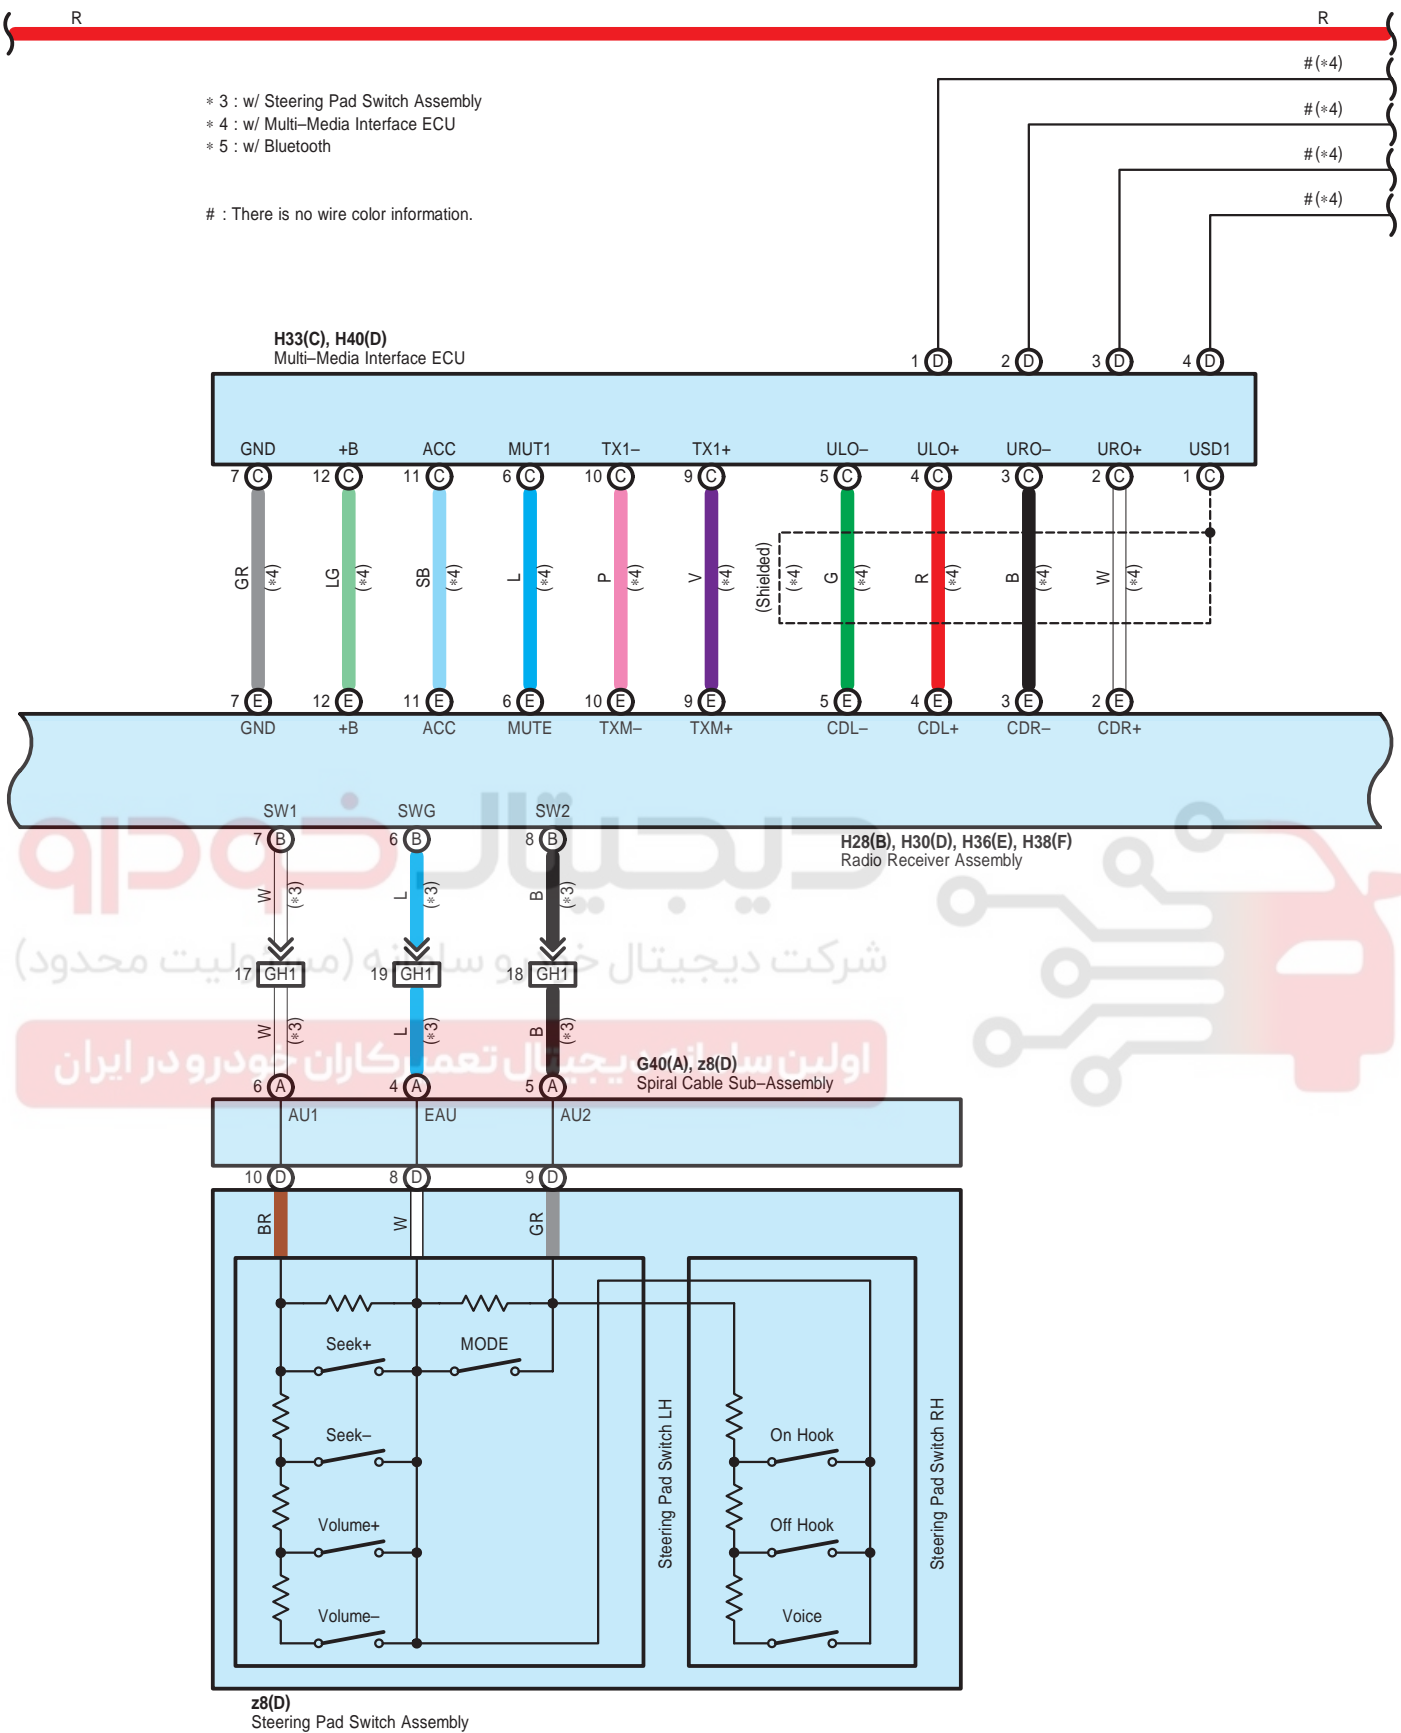 R R
#(∗4)
∗ 3 : w/ Steering Pad Switch Assembly
∗ 4 : w/ Multi–Media Interface ECU
#(∗4)
∗ 5 : w/ Bluetooth
#(∗4)
#(∗4)
# : There is no wire color information.
H33(C), H40(D)
Multi–Media Interface ECU
1 D 2 D 3 D 4 D
GND +B ACC MUT1 TX1– TX1+ ULO– ULO+ URO– URO+ USD1
7 C 12 C 11 C 6 C 10 C 9 C 5 C 4 C 3 C 2 C 1 C
GR (∗4) LG (∗4) SB (∗4) L (∗4) P (∗4) V (∗4) (Shielded) (∗4) G (∗4) R (∗4) B (∗4) W (∗4)
7 E 12 E 11 E 6 E 10 E 9 E 5 E 4 E 3 E 2 E
GND +B ACC MUTE TXM– TXM+ CDL– CDL+ CDR– CDR+
SW1 SWG SW2
7 B 6 B 8 B
H28(B), H30(D), H36(E), H38(F)
Radio Receiver Assembly
دیجیتال خودرو
W (∗3) L (∗3) B (∗3)
شرکت دیجیتال خودرو سامانه (مسئولیت محدود)
17 GH1 19 GH1 18 GH1
W (∗3) L (∗3) B (∗3)
اولین سامانه دیجیتال تعمیرکاران خودرو در ایران
G40(A), z8(D)
Spiral Cable Sub–Assembly
6 A 4 A 5 A
AU1 EAU AU2
10 D 8 D 9 D
BR W GR
Seek+ MODE
Seek– On Hook
Volume+ Off Hook
Volume– Voice
Steering Pad Switch LH
Steering Pad Switch RH
z8(D)
Steering Pad Switch Assembly